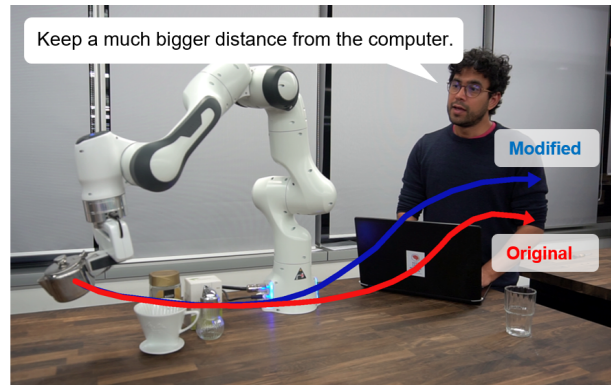 Keep a much bigger distance from the computer.
Modified
Original